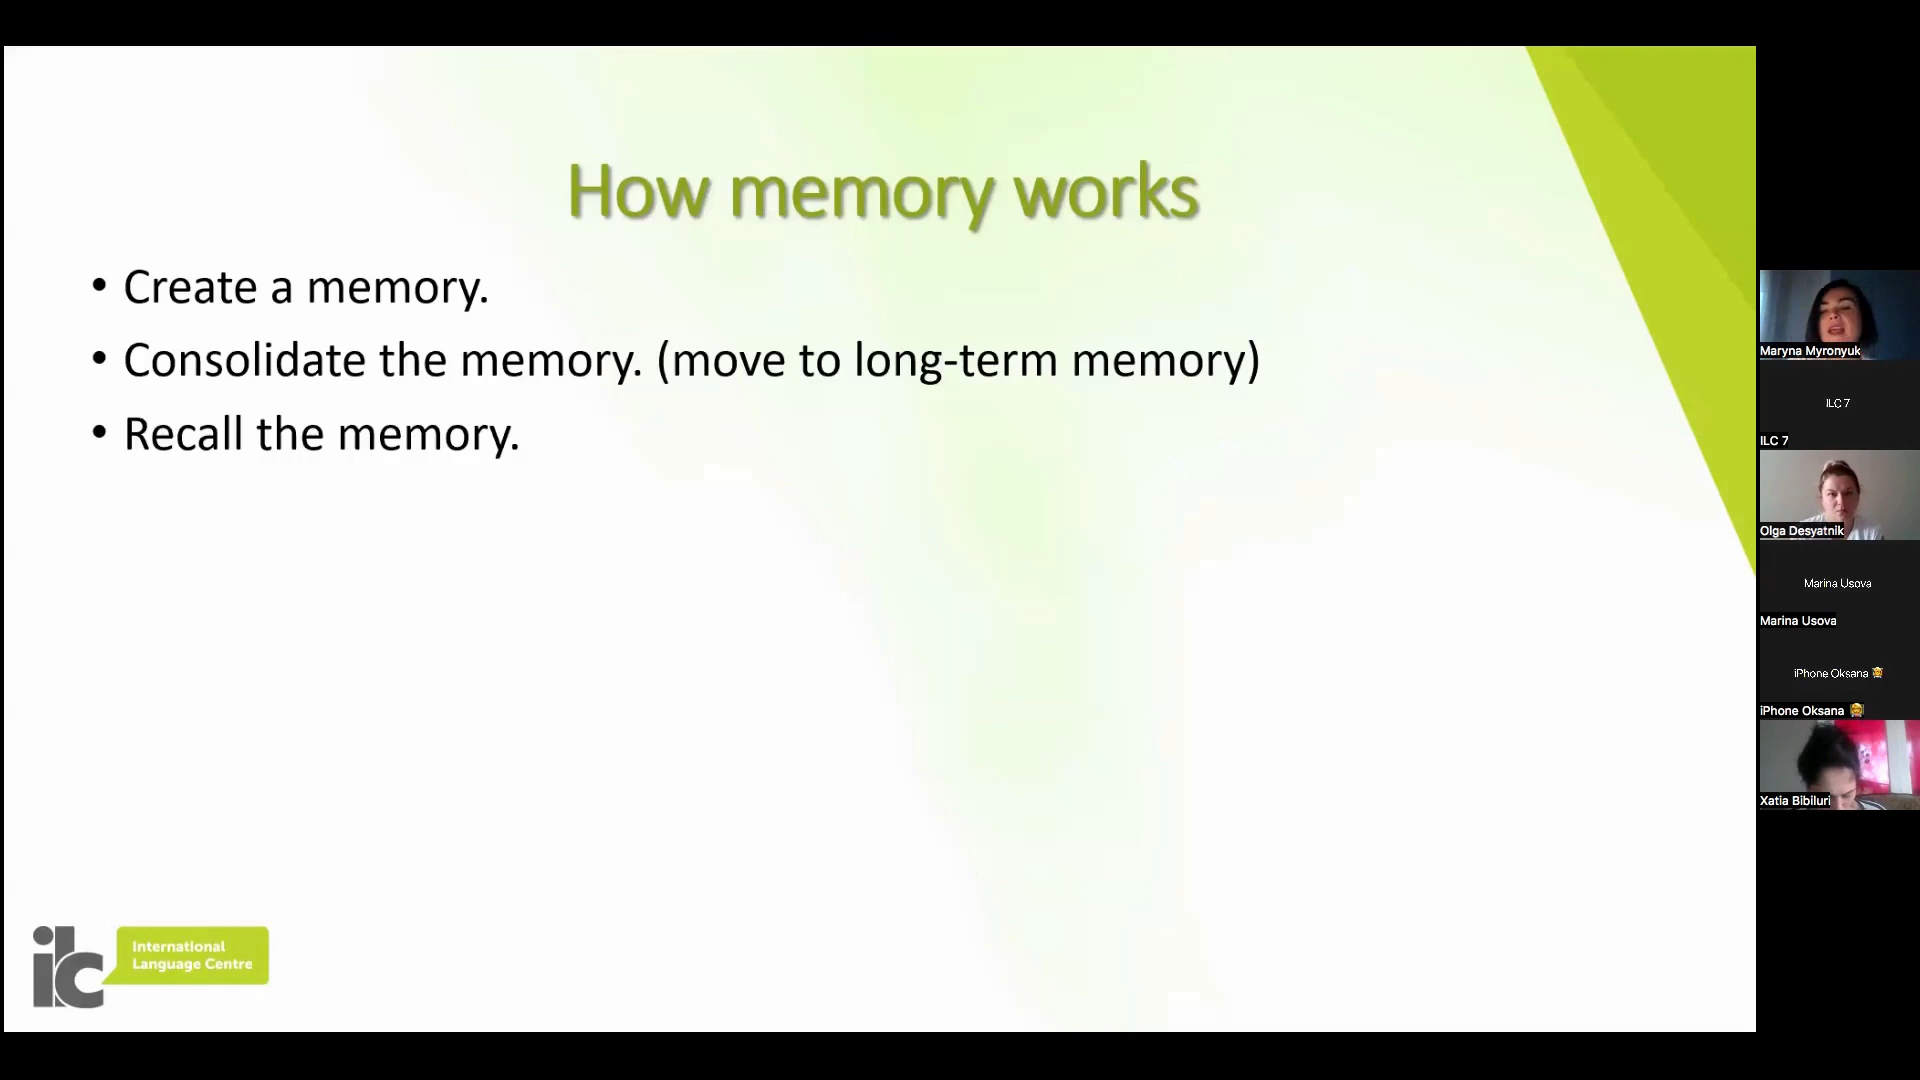 How memory works
• Create a memory.
• Consolidate the memory. (move to long-term memory)
• Recall the memory.
ilc
International
Language Centre
Maryna Myronyuk
ILC 7
ILC 7
Olga Desyatnik
Marina Usova
Marina Usova
iPhone Oksana
iPhone Oksana
Xatia Bibiluri